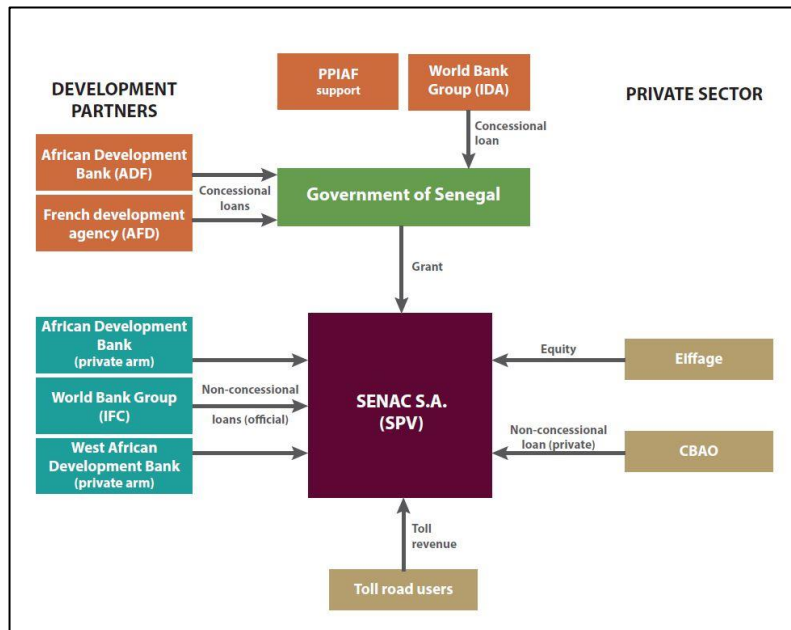 DEVELOPMENT
PARTNERS
PPIAF
support
World Bank
Group (IDA)
PRIVATE SECTOR
Concessional
loan
African Development
Bank (ADF)
Concessional
loans
French development
agency (AFD)
Government of Senegal
Grant
African Development
Bank
(private arm)
World Bank Group
(IFC)
Non-concessional
loans (official)
West African
Development Bank
(private arm)
SENAC S.A.
(SPV)
Equity
Eiffage
Non-concessional
loan (private)
CBAO
Toll
revenue
Toll road users